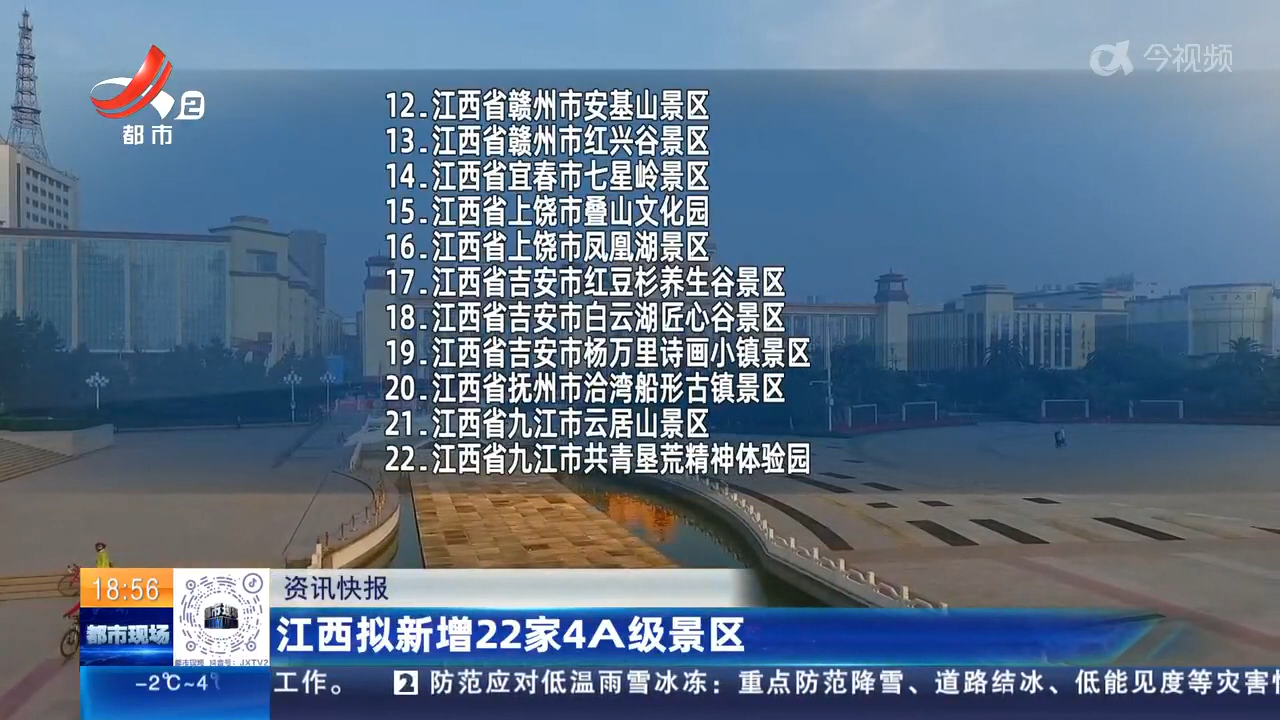 今视频
2
都市
12.江西省赣州市安基山景区
13.江西省赣州市红兴谷景区
14.江西省宜春市七星岭景区
15.江西省上饶市叠山文化园
16.江西省上饶市凤凰湖景区
17.江西省吉安市红豆杉养生谷景区
18.江西省吉安市白云湖匠心谷景区
19.江西省吉安市杨万里诗画小镇景区
20.江西省抚州市洽湾船形古镇景区
21.江西省九江市云居山景区
22.江西省九江市共青垦荒精神体验园
18:56
资讯快报
都市现场
江西拟新增22家4A级景区
都市现场 抖音号：JXTV2
-2℃~4
工作。 2 防范应对低温雨雪冰冻：重点防范降雪、道路结冰、低能见度等灾害